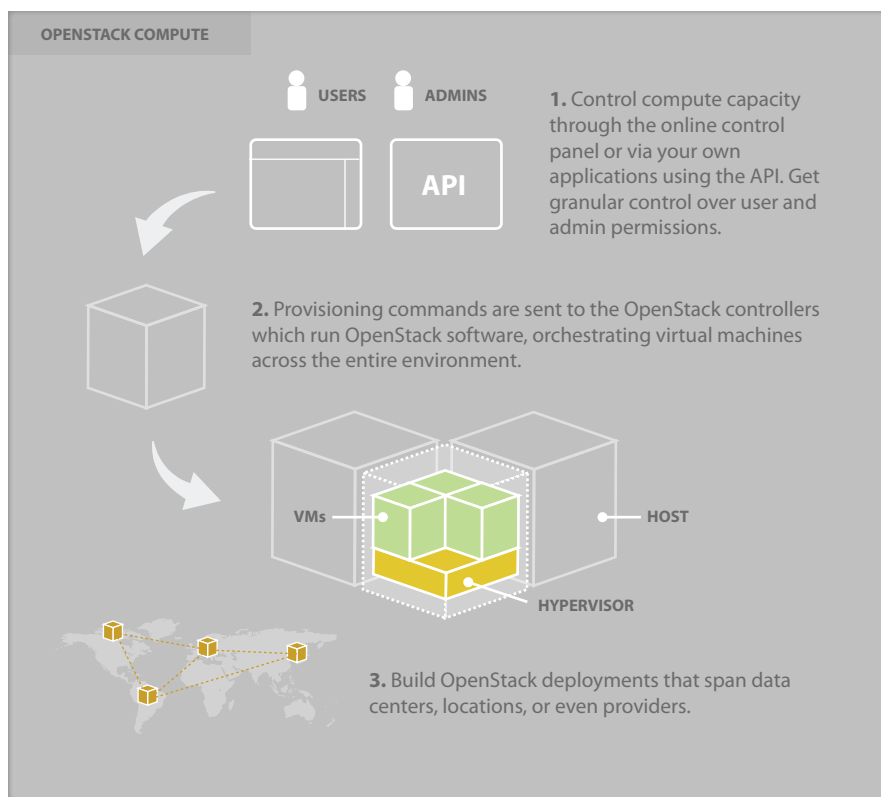 OPENSTACK COMPUTE
USERS
ADMINS
API
1. Control compute capacity
through the online control
panel or via your own
applications using the API. Get
granular control over user and
admin permissions.
2. Provisioning commands are sent to the OpenStack controllers
which run OpenStack software, orchestrating virtual machines
across the entire environment.
VMs
HOST
HYPERVISOR
3. Build OpenStack deployments that span data
centers, locations, or even providers.